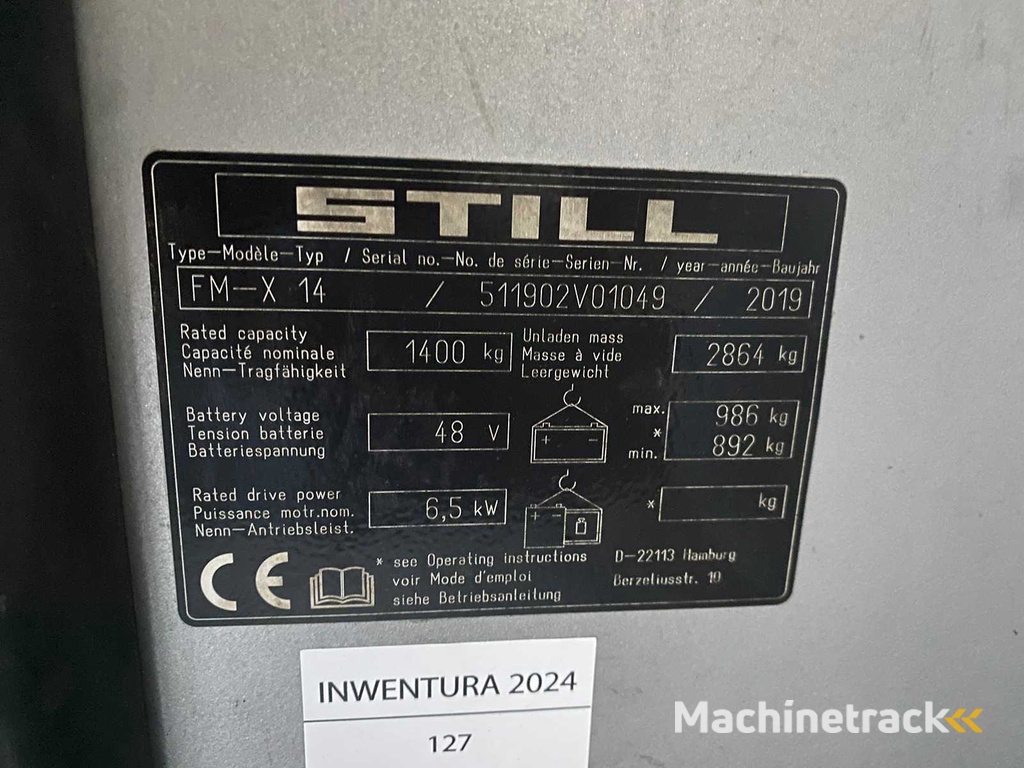 STILL
Type-Modèle-Typ / Serial no.-No. de série-Serien-Nr. / year-année-Baujahr
FM-X 14 / 511902V01049 / 2019
Rated capacity
Capacité nominale
Nenn-Tragfähigkeit
1400 kg
Unladen mass
Masse à vide
Leergewicht
2864 kg
Battery voltage
Tension batterie
Batteriespannung
48 V
+ -
max. 986 kg
*
min. 892 kg
Rated drive power
Puissance motr.nom.
Nenn-Antriebsleist.
6,5 kW
+ -
* kg
CE
* see Operating instructions
voir Mode d'emploi
siehe Betriebsanleitung
D-22113 Hamburg
Berzeliusstr. 10
INWENTURA 2024
127
Machinetrack